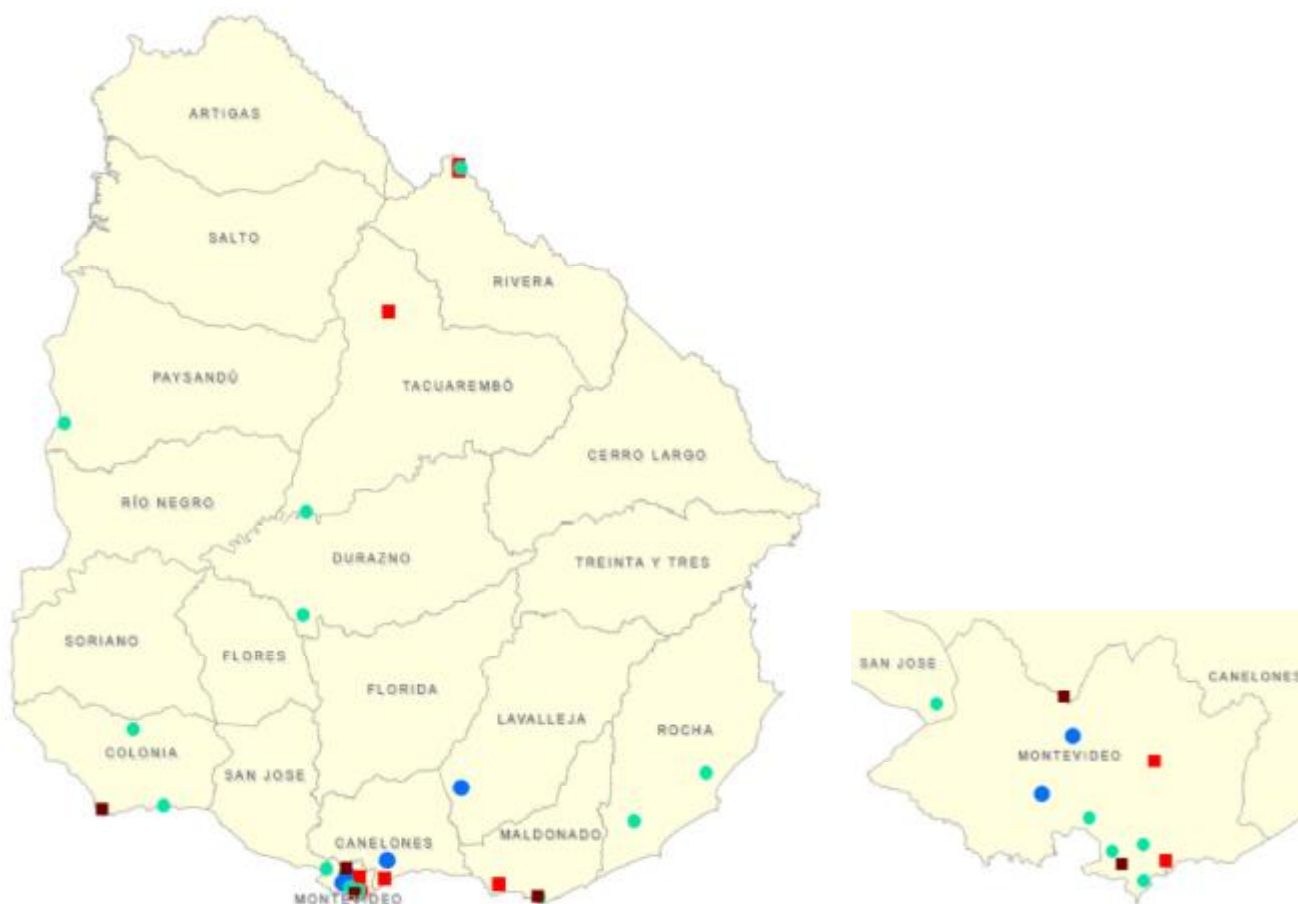 ARTIGAS
SALTO
RIVERA
PAYSANDÚ
TACUAREMBÓ
CERRO LARGO
RÍO NEGRO
DURAZNO
TREINTA Y TRES
SORIANO
FLORES
FLORIDA
LAVALLEJA
ROCHA
COLONIA
SAN JOSE
CANELONES
MALDONADO
MONTEVIDEO
SAN JOSE
CANELONES
MONTEVIDEO